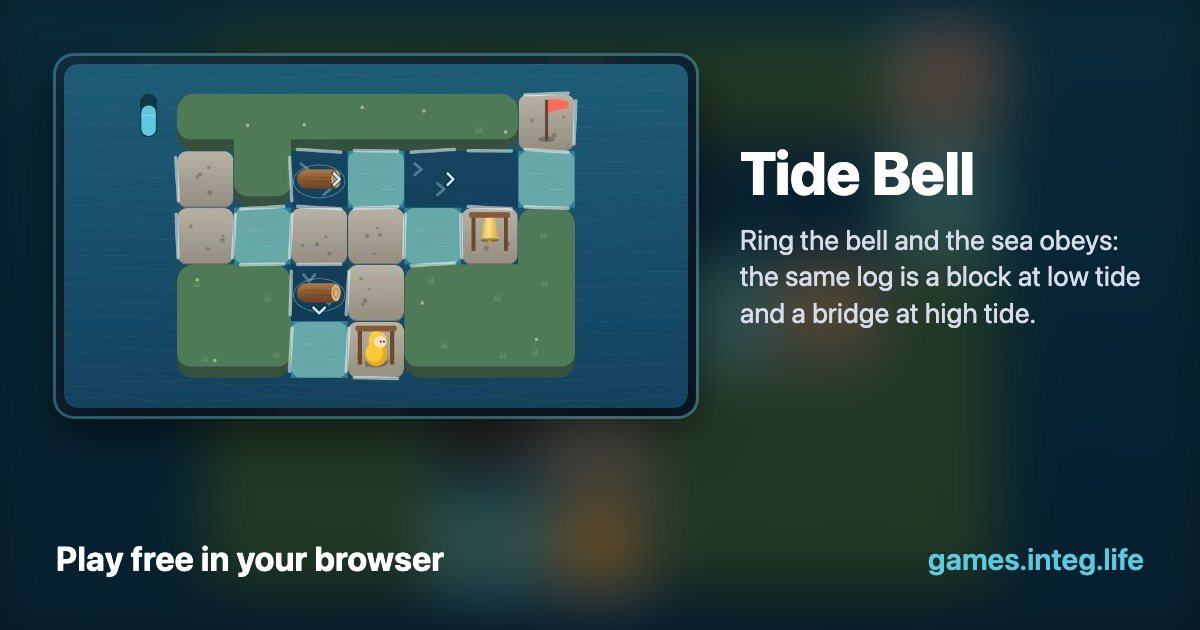 Tide Bell
Ring the bell and the sea obeys:
the same log is a block at low tide
and a bridge at high tide.
Play free in your browser
games.integ.life